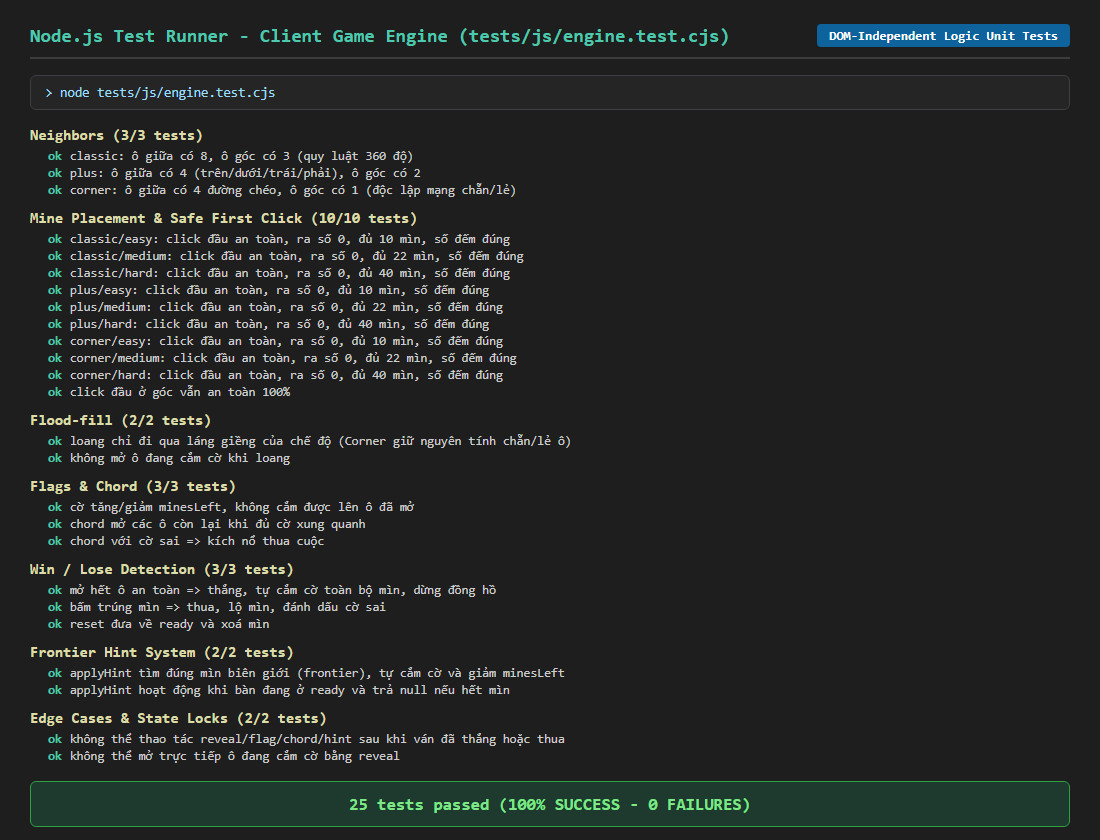 Node.js Test Runner - Client Game Engine (tests/js/engine.test.cjs)
DOM-Independent Logic Unit Tests
> node tests/js/engine.test.cjs
Neighbors (3/3 tests)
ok classic: ô giữa có 8, ô góc có 3 (quy luật 360 độ)
ok plus: ô giữa có 4 (trên/dưới/trái/phải), ô góc có 2
ok corner: ô giữa có 4 đường chéo, ô góc có 1 (độc lập mạng chẵn/lẻ)
Mine Placement & Safe First Click (10/10 tests)
ok classic/easy: click đầu an toàn, ra số 0, đủ 10 mìn, số đếm đúng
ok classic/medium: click đầu an toàn, ra số 0, đủ 22 mìn, số đếm đúng
ok classic/hard: click đầu an toàn, ra số 0, đủ 40 mìn, số đếm đúng
ok plus/easy: click đầu an toàn, ra số 0, đủ 10 mìn, số đếm đúng
ok plus/medium: click đầu an toàn, ra số 0, đủ 22 mìn, số đếm đúng
ok plus/hard: click đầu an toàn, ra số 0, đủ 40 mìn, số đếm đúng
ok corner/easy: click đầu an toàn, ra số 0, đủ 10 mìn, số đếm đúng
ok corner/medium: click đầu an toàn, ra số 0, đủ 22 mìn, số đếm đúng
ok corner/hard: click đầu an toàn, ra số 0, đủ 40 mìn, số đếm đúng
ok click đầu ở góc vẫn an toàn 100%
Flood-fill (2/2 tests)
ok loang chỉ đi qua láng giềng của chế độ (Corner giữ nguyên tính chẵn/lẻ ô)
ok không mở ô đang cắm cờ khi loang
Flags & Chord (3/3 tests)
ok cờ tăng/giảm minesLeft, không cắm được lên ô đã mở
ok chord mở các ô còn lại khi đủ cờ xung quanh
ok chord với cờ sai => kích nổ thua cuộc
Win / Lose Detection (3/3 tests)
ok mở hết ô an toàn => thắng, tự cắm cờ toàn bộ mìn, dừng đồng hồ
ok bấm trúng mìn => thua, lộ mìn, đánh dấu cờ sai
ok reset đưa về ready và xoá mìn
Frontier Hint System (2/2 tests)
ok applyHint tìm đúng mìn biên giới (frontier), tự cắm cờ và giảm minesLeft
ok applyHint hoạt động khi bàn đang ở ready và trả null nếu hết mìn
Edge Cases & State Locks (2/2 tests)
ok không thể thao tác reveal/flag/chord/hint sau khi ván đã thắng hoặc thua
ok không thể mở trực tiếp ô đang cắm cờ bằng reveal
25 tests passed (100% SUCCESS - 0 FAILURES)